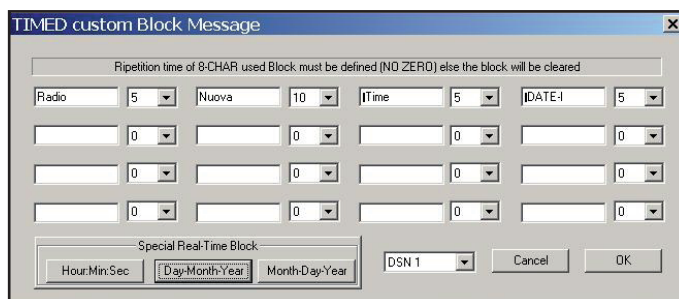 TIMED custom Block Message
Ripetition time of 8-CHAR used Block must be defined (NO ZERO) else the block will be cleared
Radio 5 Nuova 10 |Time 5 |DATE-I 5
0 0 0 0
0 0 0 0
0 0 0 0
Special Real-Time Block
Hour:Min:Sec Day-Month-Year Month-Day-Year DSN 1 Cancel OK